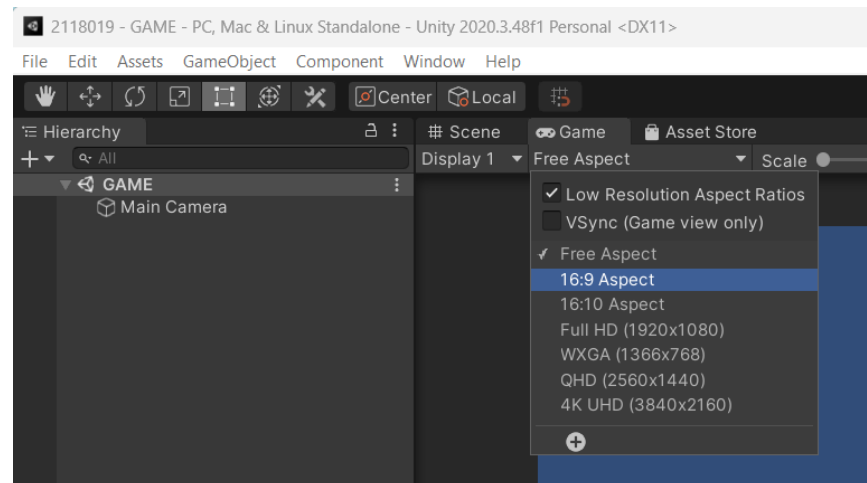 2118019 - GAME - PC, Mac & Linux Standalone - Unity 2020.3.48f1 Personal <DX11>
File Edit Assets GameObject Component Window Help
Center Local
Hierarchy
Scene Game Asset Store
All
Display 1 Free Aspect Scale
GAME
Main Camera
Low Resolution Aspect Ratios
VSync (Game view only)
Free Aspect
16:9 Aspect
16:10 Aspect
Full HD (1920x1080)
WXGA (1366x768)
QHD (2560x1440)
4K UHD (3840x2160)